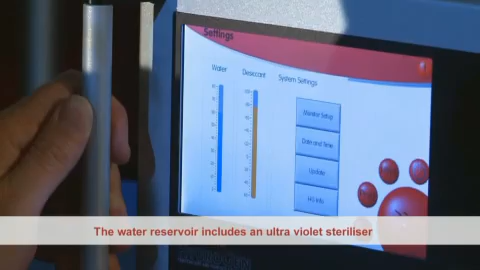 Settings
Water
Desiccant
System Settings
Monitor Setup
Date and Time
Update
The water reservoir includes an ultra violet steriliser